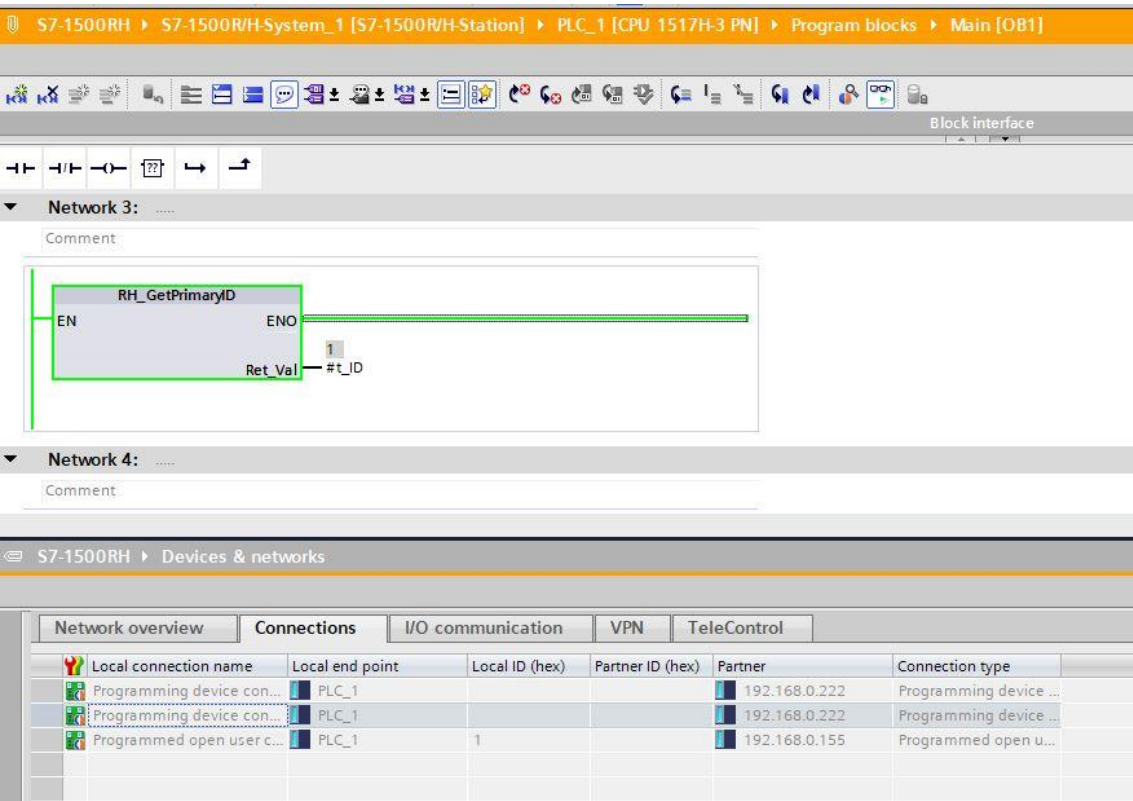 S7-1500RH ▸ S7-1500R/H-System_1 [S7-1500R/H-Station] ▸ PLC_1 [CPU 1517H-3 PN] ▸ Program blocks ▸ Main [OB1]
Block interface
??
Network 3: .....
Comment
RH_GetPrimaryID
EN ENO
1
Ret_Val #t_ID
Network 4: .....
Comment
S7-1500RH ▸ Devices & networks
Network overview Connections I/O communication VPN TeleControl
Local connection name Local end point Local ID (hex) Partner ID (hex) Partner Connection type
Programming device con... PLC_1 192.168.0.222 Programming device ...
Programming device con... PLC_1 192.168.0.222 Programming device ...
Programmed open user c... PLC_1 1 192.168.0.155 Programmed open u...